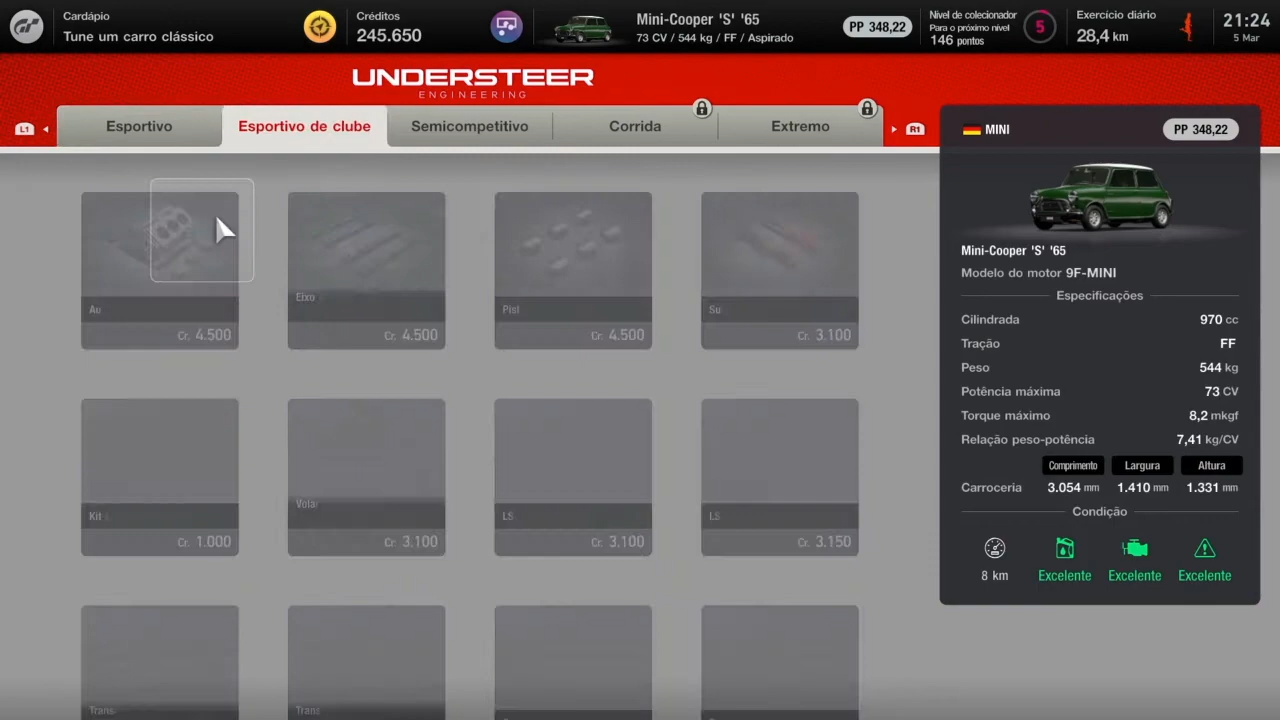 Cardápio
Tune um carro clássico
Créditos
245.650
Mini-Cooper 'S' '65
73 CV / 544 kg / FF / Aspirado
PP 348,22
Nível de colecionador
Para o próximo nível
146 pontos
5
Exercício diário
28,4 km
21:24
5 Mar
UNDERSTEER
ENGINEERING
L1
Esportivo
Esportivo de clube
Semicompetitivo
Corrida
Extremo
R1
Au
Cr. 4.500
Eixo
Cr. 4.500
Pist
Cr. 4.500
Su
Cr. 3.100
Kit
Cr. 1.000
Volan
Cr. 3.100
LS
Cr. 3.100
LS
Cr. 3.150
Trans
Trans
MINI
PP 348,22
Mini-Cooper 'S' '65
Modelo do motor 9F-MINI
Especificações
Cilindrada 970 cc
Tração FF
Peso 544 kg
Potência máxima 73 CV
Torque máximo 8,2 mkgf
Relação peso-potência 7,41 kg/CV
Comprimento Largura Altura
Carroceria 3.054 mm 1.410 mm 1.331 mm
Condição
8 km Excelente Excelente Excelente